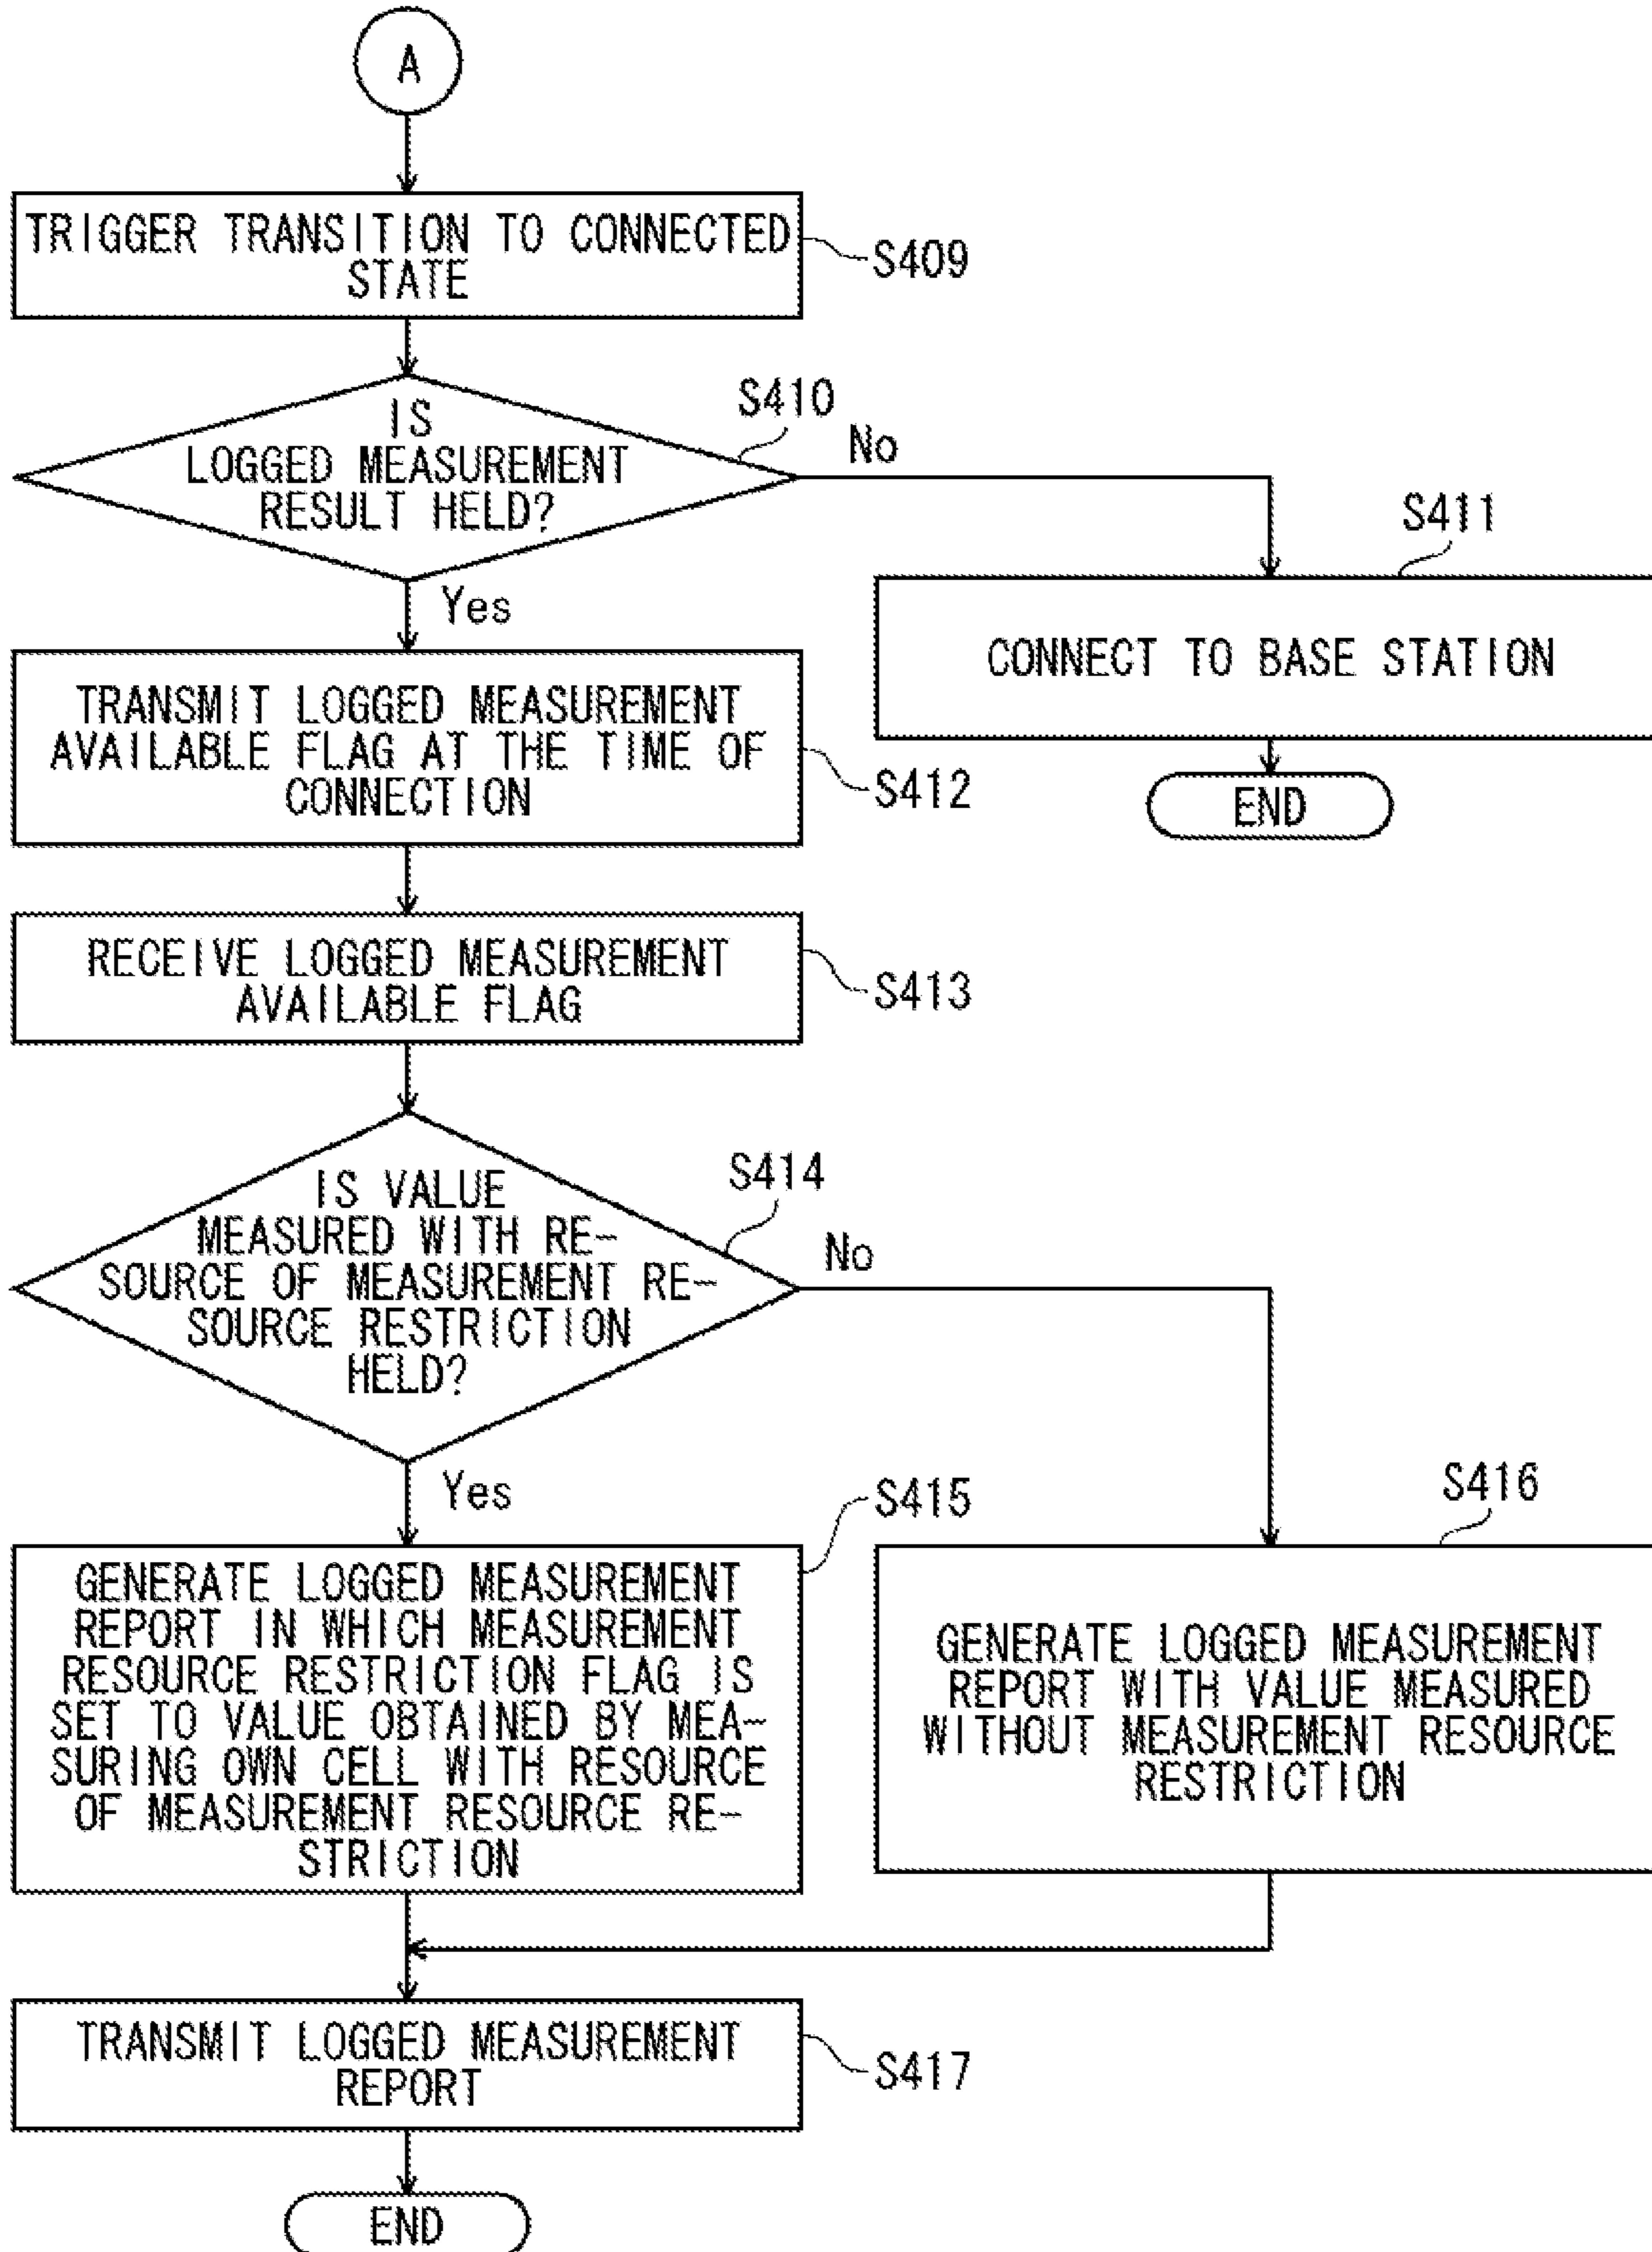 A
TRIGGER TRANSITION TO CONNECTED
STATE
S409
IS
LOGGED MEASUREMENT
RESULT HELD?
S410
No
Yes
S411
CONNECT TO BASE STATION
END
TRANSMIT LOGGED MEASUREMENT
AVAILABLE FLAG AT THE TIME OF
CONNECTION
S412
RECEIVE LOGGED MEASUREMENT
AVAILABLE FLAG
S413
IS VALUE
MEASURED WITH RE-
SOURCE OF MEASUREMENT RE-
SOURCE RESTRICTION
HELD?
S414
No
Yes
S415
GENERATE LOGGED MEASUREMENT
REPORT IN WHICH MEASUREMENT
RESOURCE RESTRICTION FLAG IS
SET TO VALUE OBTAINED BY MEA-
SURING OWN CELL WITH RESOURCE
OF MEASUREMENT RESOURCE RE-
STRICTION
S416
GENERATE LOGGED MEASUREMENT
REPORT WITH VALUE MEASURED
WITHOUT MEASUREMENT RESOURCE
RESTRICTION
TRANSMIT LOGGED MEASUREMENT
REPORT
S417
END